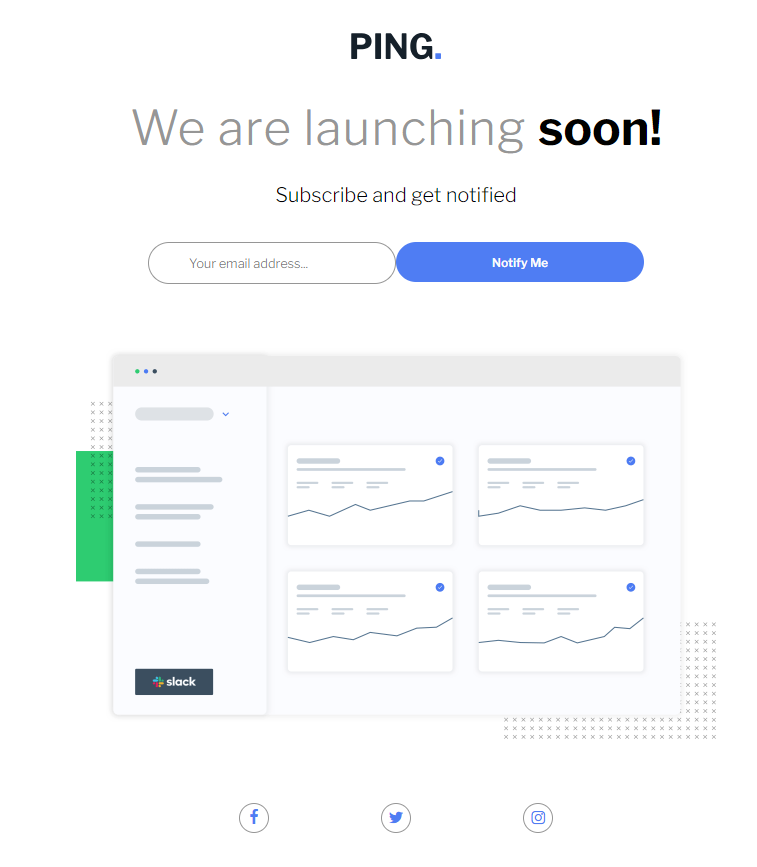 PING.
We are launching soon!
Subscribe and get notified
Your email address...
Notify Me
slack